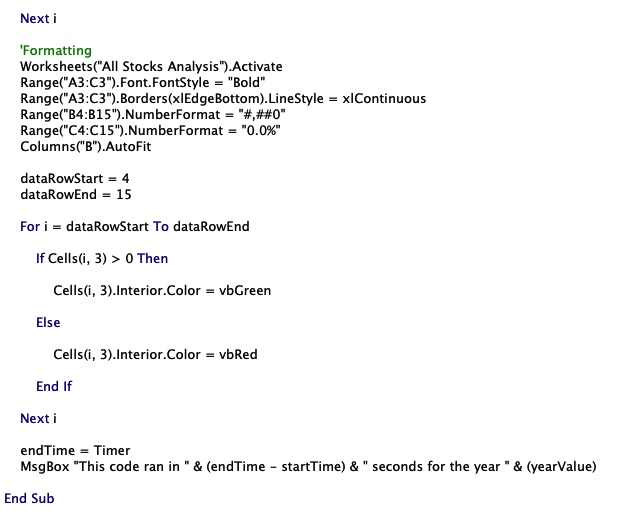 Next i
'Formatting
Worksheets("All Stocks Analysis").Activate
Range("A3:C3").Font.FontStyle = "Bold"
Range("A3:C3").Borders(xlEdgeBottom).LineStyle = xlContinuous
Range("B4:B15").NumberFormat = "#,##0"
Range("C4:C15").NumberFormat = "0.0%"
Columns("B").AutoFit
dataRowStart = 4
dataRowEnd = 15
For i = dataRowStart To dataRowEnd
If Cells(i, 3) > 0 Then
Cells(i, 3).Interior.Color = vbGreen
Else
Cells(i, 3).Interior.Color = vbRed
End If
Next i
endTime = Timer
MsgBox "This code ran in " & (endTime - startTime) & " seconds for the year " & (yearValue)
End Sub